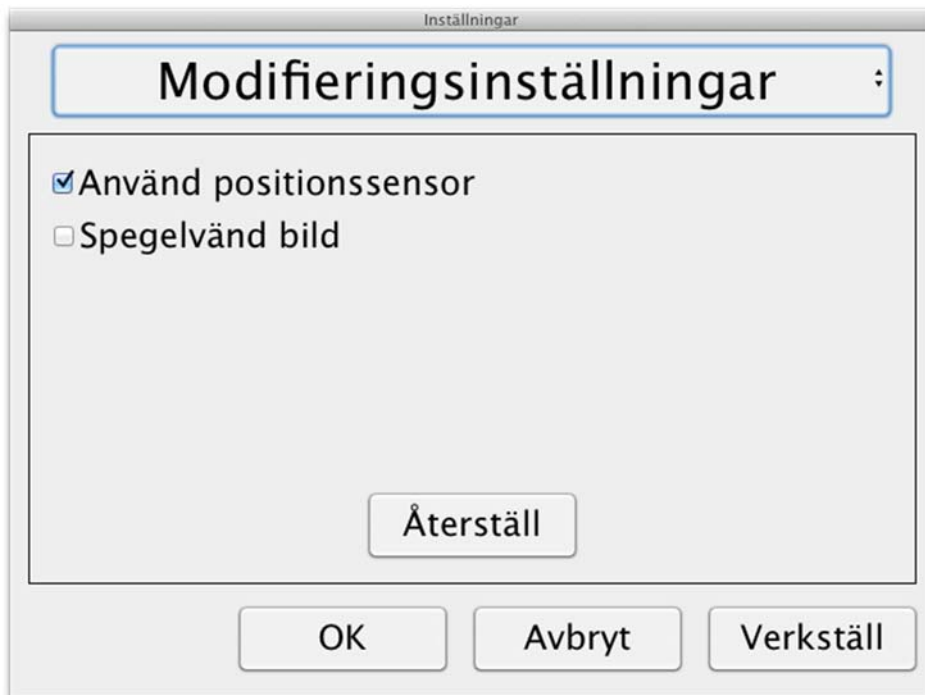 Inställningar
Modifieringsinställningar
Använd positionssensor
Spegelvänd bild
Återställ
OK Avbryt Verkställ